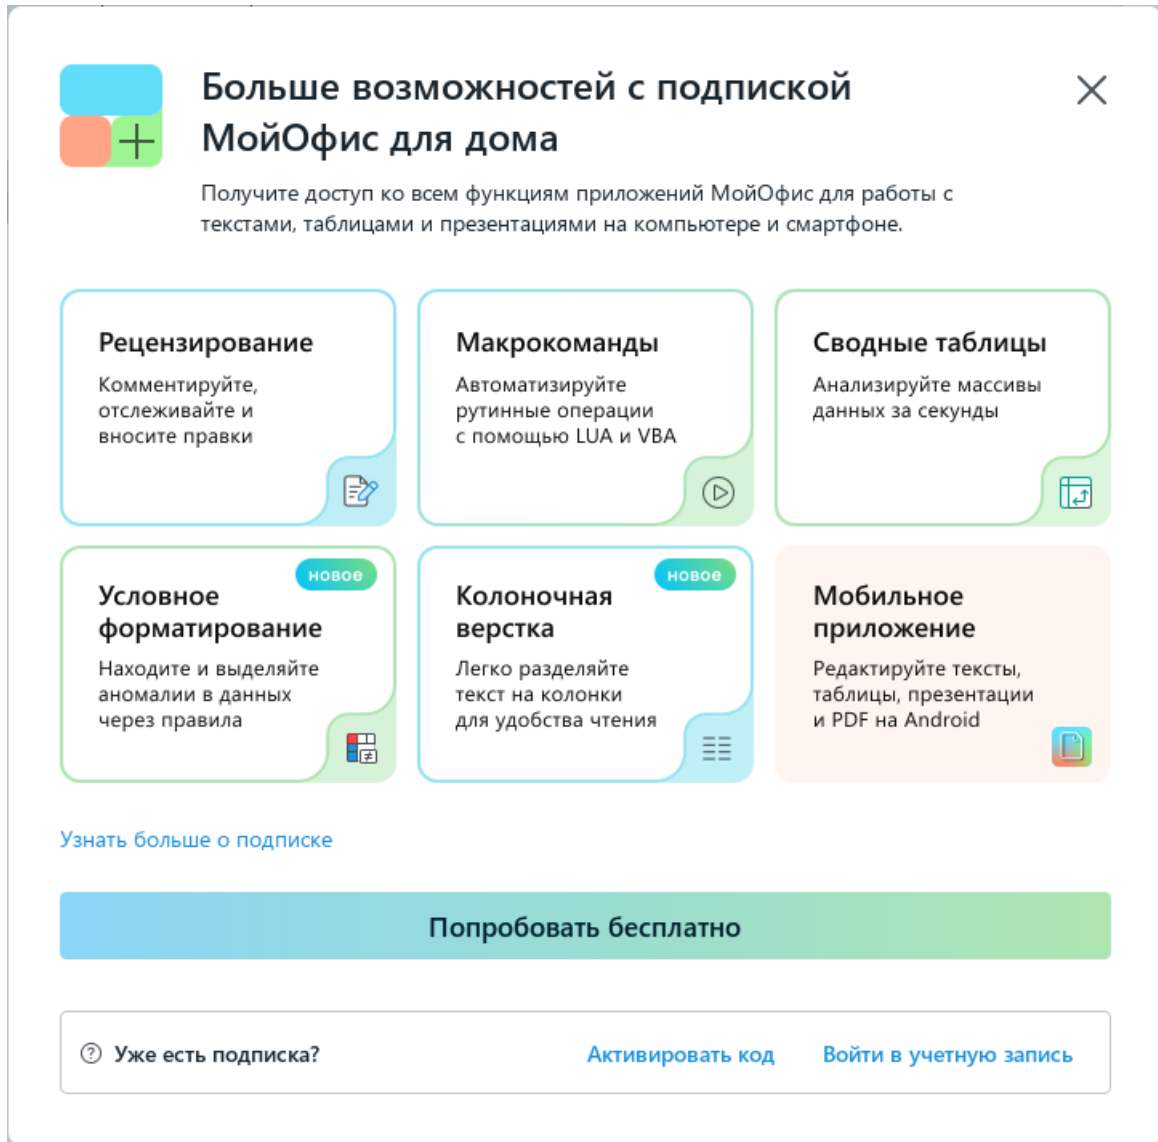 Больше возможностей с подпиской
МойОфис для дома
Получите доступ ко всем функциям приложений МойОфис для работы с
текстами, таблицами и презентациями на компьютере и смартфоне.
Рецензирование
Комментируйте,
отслеживайте и
вносите правки
Макрокоманды
Автоматизируйте
рутинные операции
с помощью LUA и VBA
Сводные таблицы
Анализируйте массивы
данных за секунды
новое
Условное
форматирование
Находите и выделяйте
аномалии в данных
через правила
новое
Колоночная
верстка
Легко разделяйте
текст на колонки
для удобства чтения
Мобильное
приложение
Редактируйте тексты,
таблицы, презентации
и PDF на Android
Узнать больше о подписке
Попробовать бесплатно
Уже есть подписка?
Активировать код
Войти в учетную запись